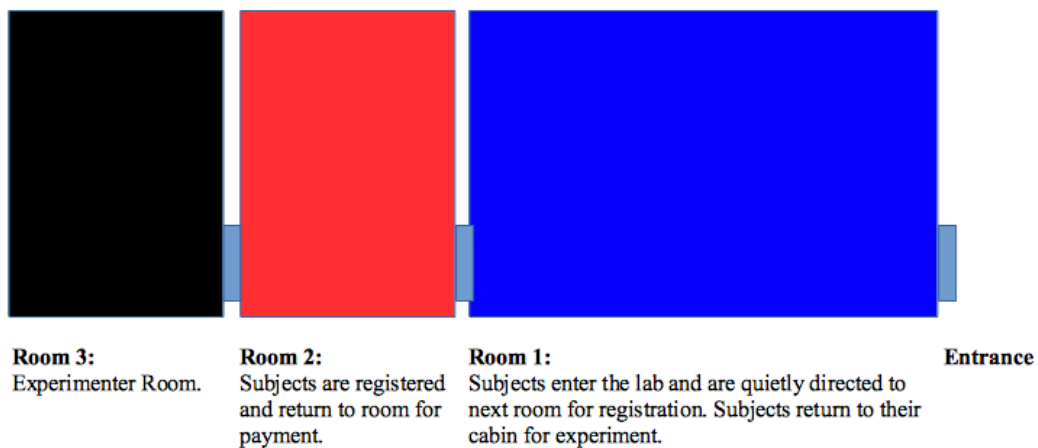 Room 3:
Experimenter Room.
Room 2:
Subjects are registered
and return to room for
payment.
Room 1:
Subjects enter the lab and are quietly directed to
next room for registration. Subjects return to their
cabin for experiment.
Entrance